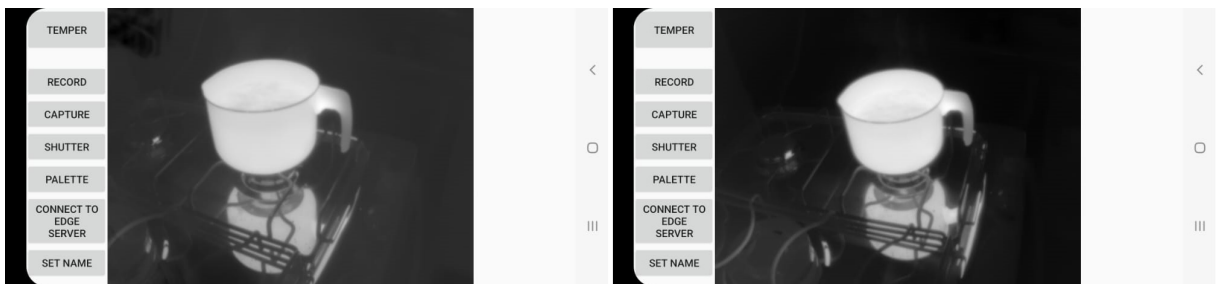 TEMPER
RECORD
CAPTURE
SHUTTER
PALETTE
CONNECT TO
EDGE
SERVER
SET NAME
TEMPER
RECORD
CAPTURE
SHUTTER
PALETTE
CONNECT TO
EDGE
SERVER
SET NAME